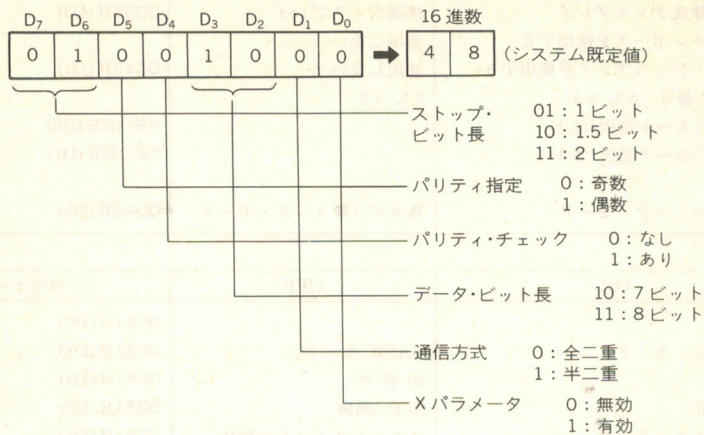 D7 D6 D5 D4 D3 D2 D1 D0 16進数
0 1 0 0 1 0 0 0 ➡ 4 8 (システム既定値)
ストップ・ 01:1ビット
ビット長 10:1.5ビット
11:2ビット
パリティ指定 0:奇数
1:偶数
パリティ・チェック 0:なし
1:あり
データ・ビット長 10:7ビット
11:8ビット
通信方式 0:全二重
1:半二重
Xパラメータ 0:無効
1:有効